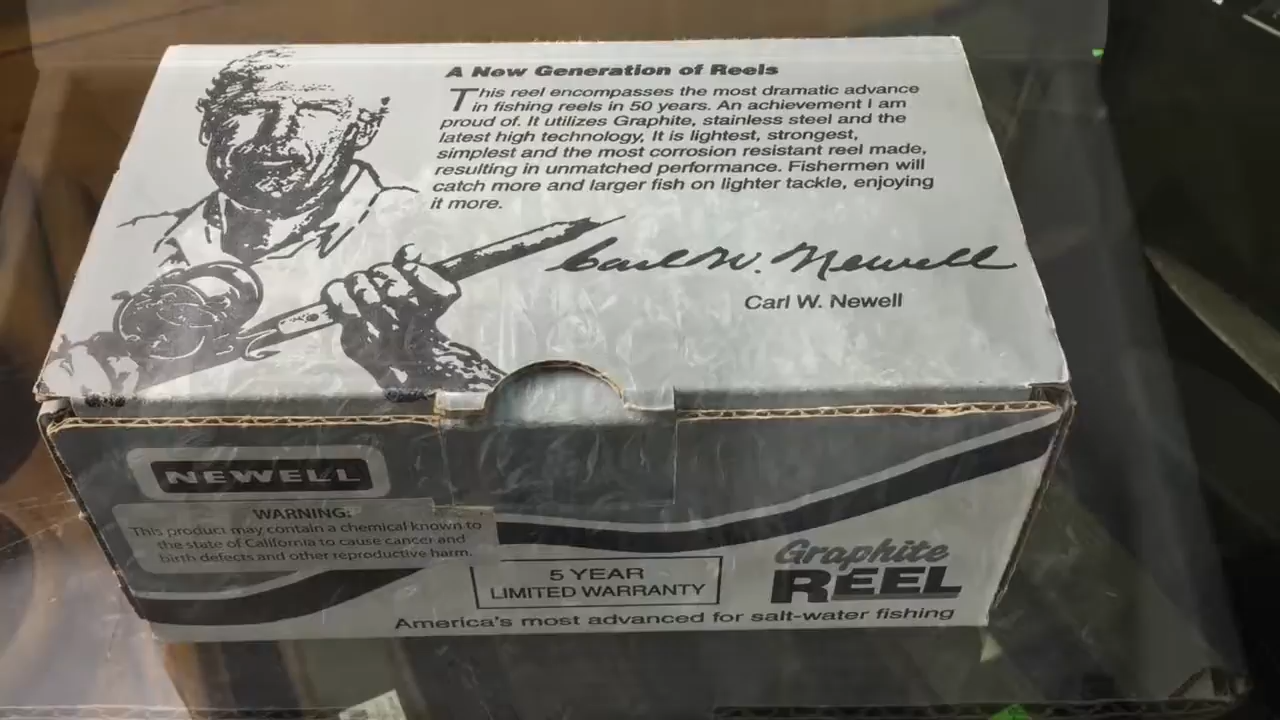 A New Generation of Reels
This reel encompasses the most dramatic advance
in fishing reels in 50 years. An achievement I am
proud of. It utilizes Graphite, stainless steel and the
latest high technology, It is lightest, strongest,
simplest and the most corrosion resistant reel made,
resulting in unmatched performance. Fishermen will
catch more and larger fish on lighter tackle, enjoying
it more.
Carl W. Newell
Carl W. Newell
NEWELL
WARNING:
This product may contain a chemical known to
the state of California to cause cancer and
birth defects and other reproductive harm.
5 YEAR
LIMITED WARRANTY
Graphite
REEL
America's most advanced for salt-water fishing